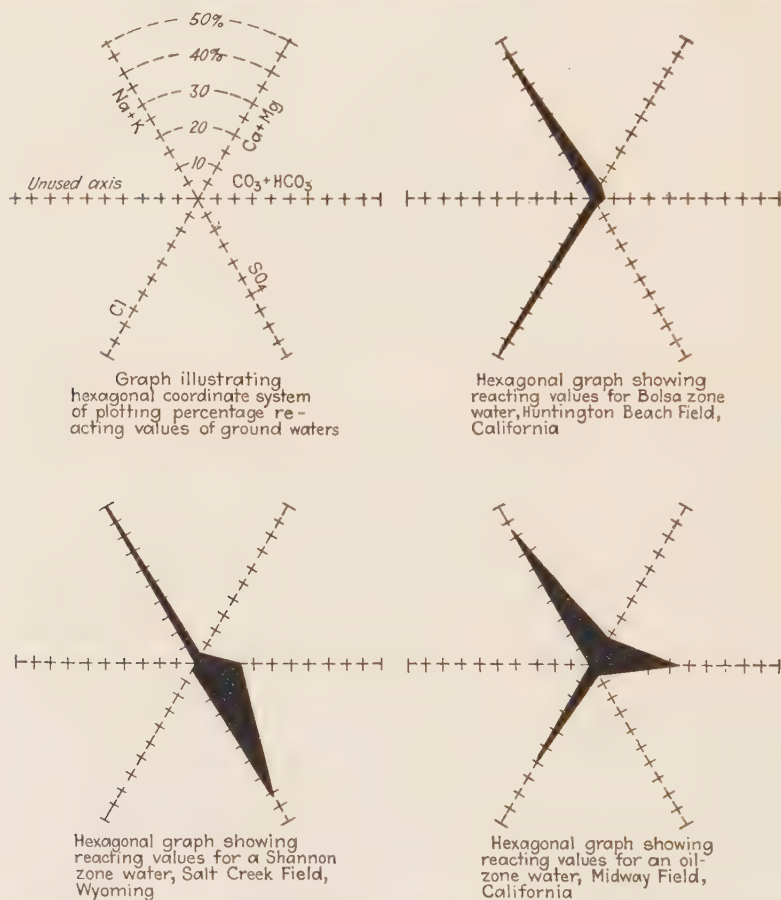 50%
40%
30
20
10
Na+K
Ca+Mg
Unused axis
CO₃+HCO₃
Cl
SO₄
Graph illustrating
hexagonal coordinate system
of plotting percentage re-
acting values of ground waters
Hexagonal graph showing
reacting values for Bolsa zone
water, Huntington Beach Field,
California
Hexagonal graph showing
reacting values for a Shannon
zone water, Salt Creek Field,
Wyoming
Hexagonal graph showing
reacting values for an oil-
zone water, Midway Field,
California